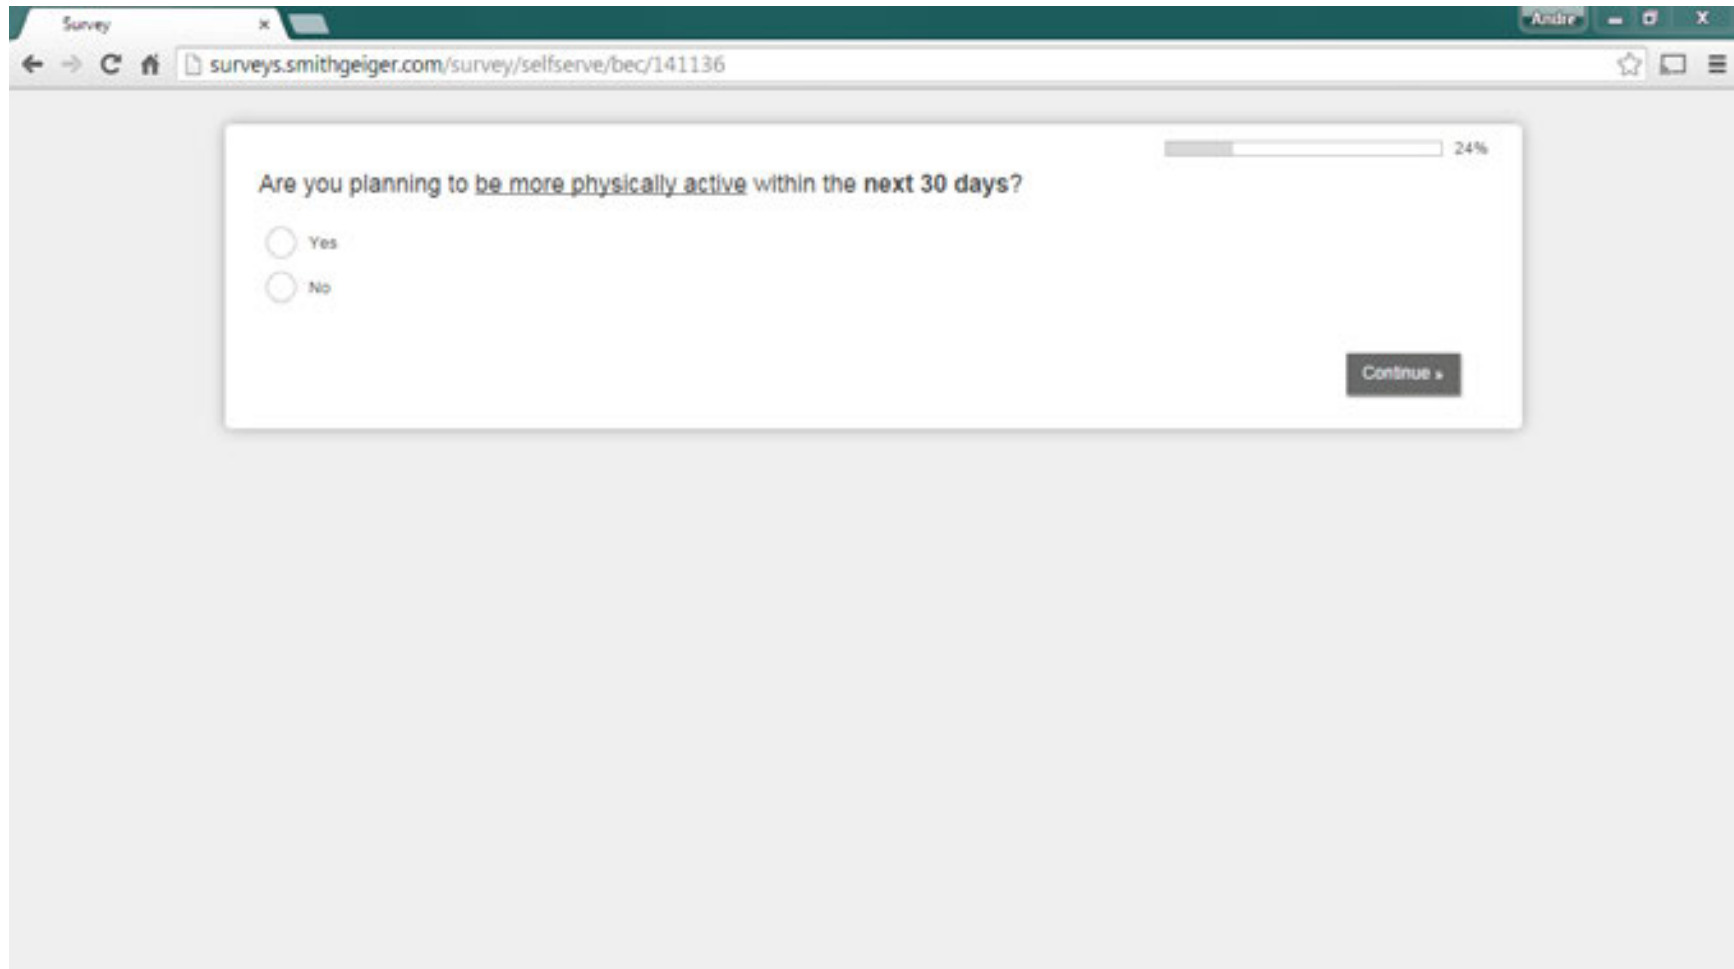 Survey
Andre
surveys.smithgeiger.com/survey/selfserve/bec/141136
24%
Are you planning to be more physically active within the next 30 days?
Yes
No
Continue »